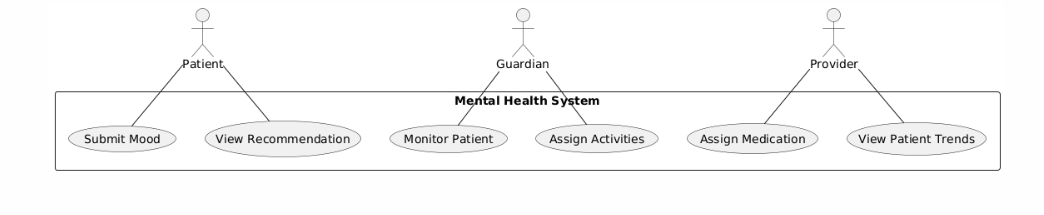 Patient
Guardian
Provider
Mental Health System
Submit Mood
View Recommendation
Monitor Patient
Assign Activities
Assign Medication
View Patient Trends